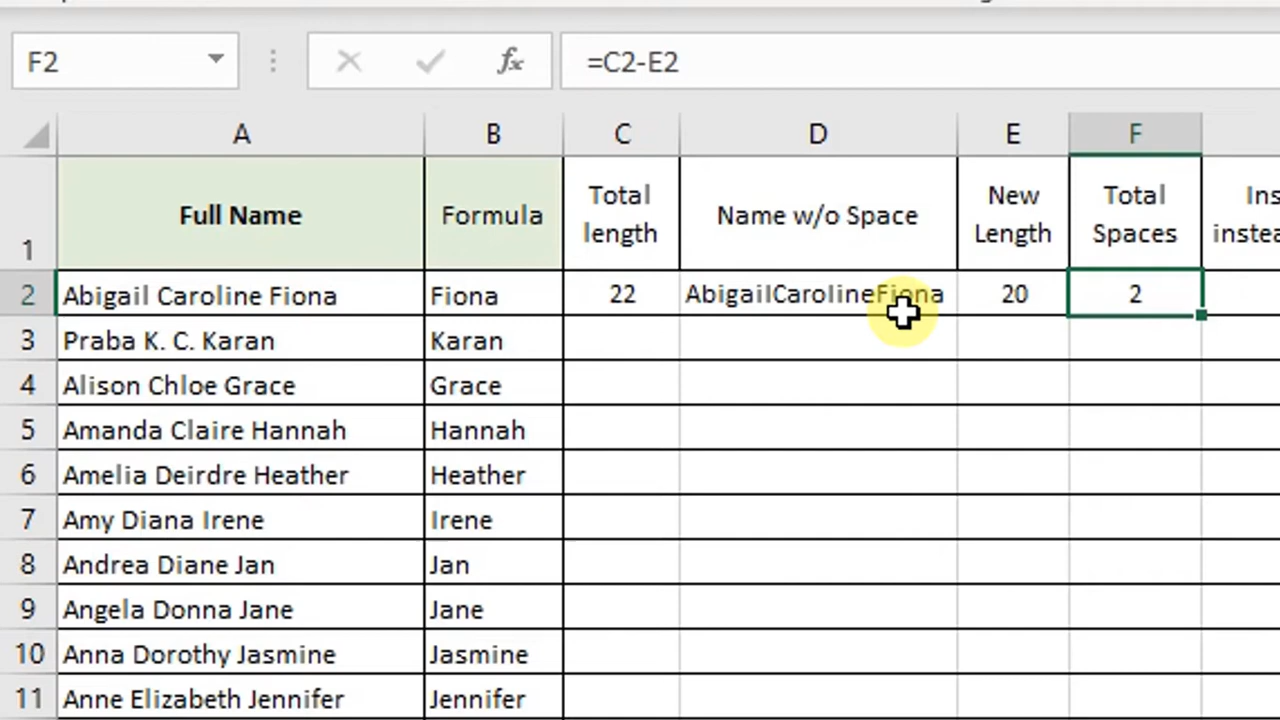 F2 fx =C2-E2
A B C D E F
1 Full Name Formula Total length Name w/o Space New Length Total Spaces
2 Abigail Caroline Fiona Fiona 22 AbigailCarolineFiona 20 2
3 Praba K. C. Karan Karan
4 Alison Chloe Grace Grace
5 Amanda Claire Hannah Hannah
6 Amelia Deirdre Heather Heather
7 Amy Diana Irene Irene
8 Andrea Diane Jan Jan
9 Angela Donna Jane Jane
10 Anna Dorothy Jasmine Jasmine
11 Anne Elizabeth Jennifer Jennifer